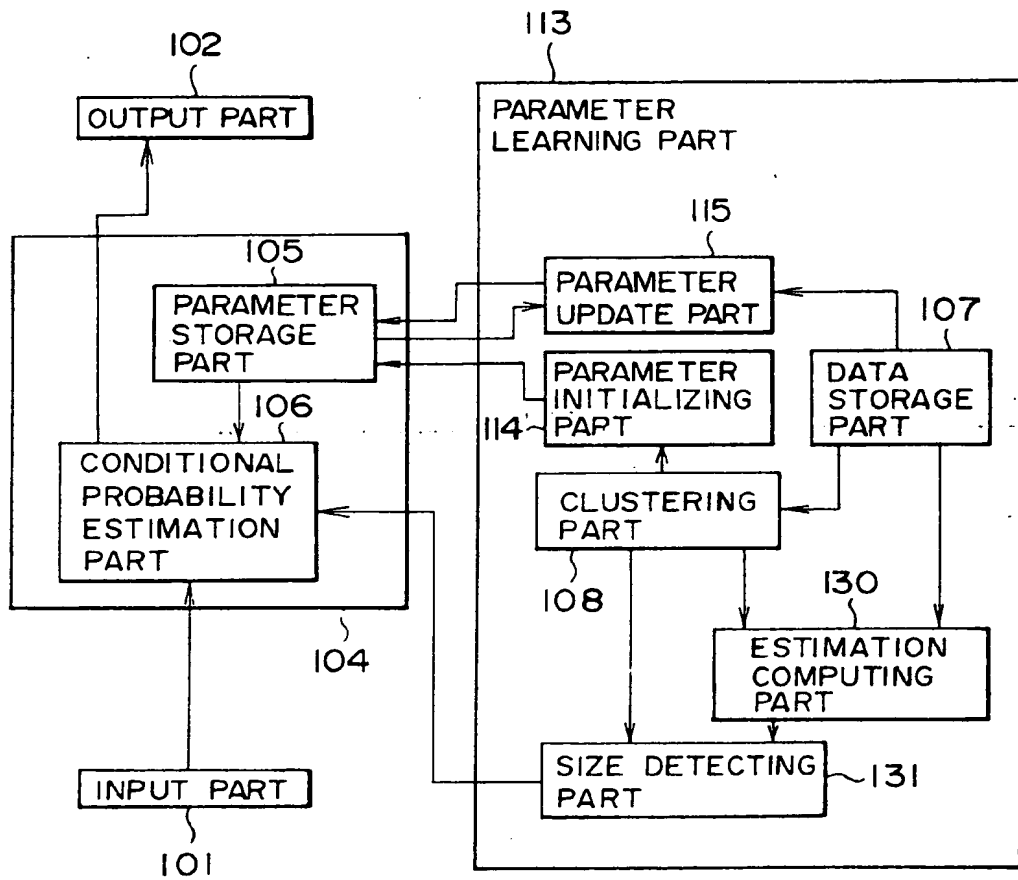 113
102
OUTPUT PART
PARAMETER
LEARNING PART
115
105
PARAMETER
STORAGE
PART
PARAMETER
UPDATE PART
107
DATA
STORAGE
PART
PARAMETER
INITIALIZING
PART
114
106
CONDITIONAL
PROBABILITY
ESTIMATION
PART
CLUSTERING
PART
108
130
ESTIMATION
COMPUTING
PART
104
SIZE DETECTING
PART
131
INPUT PART
101